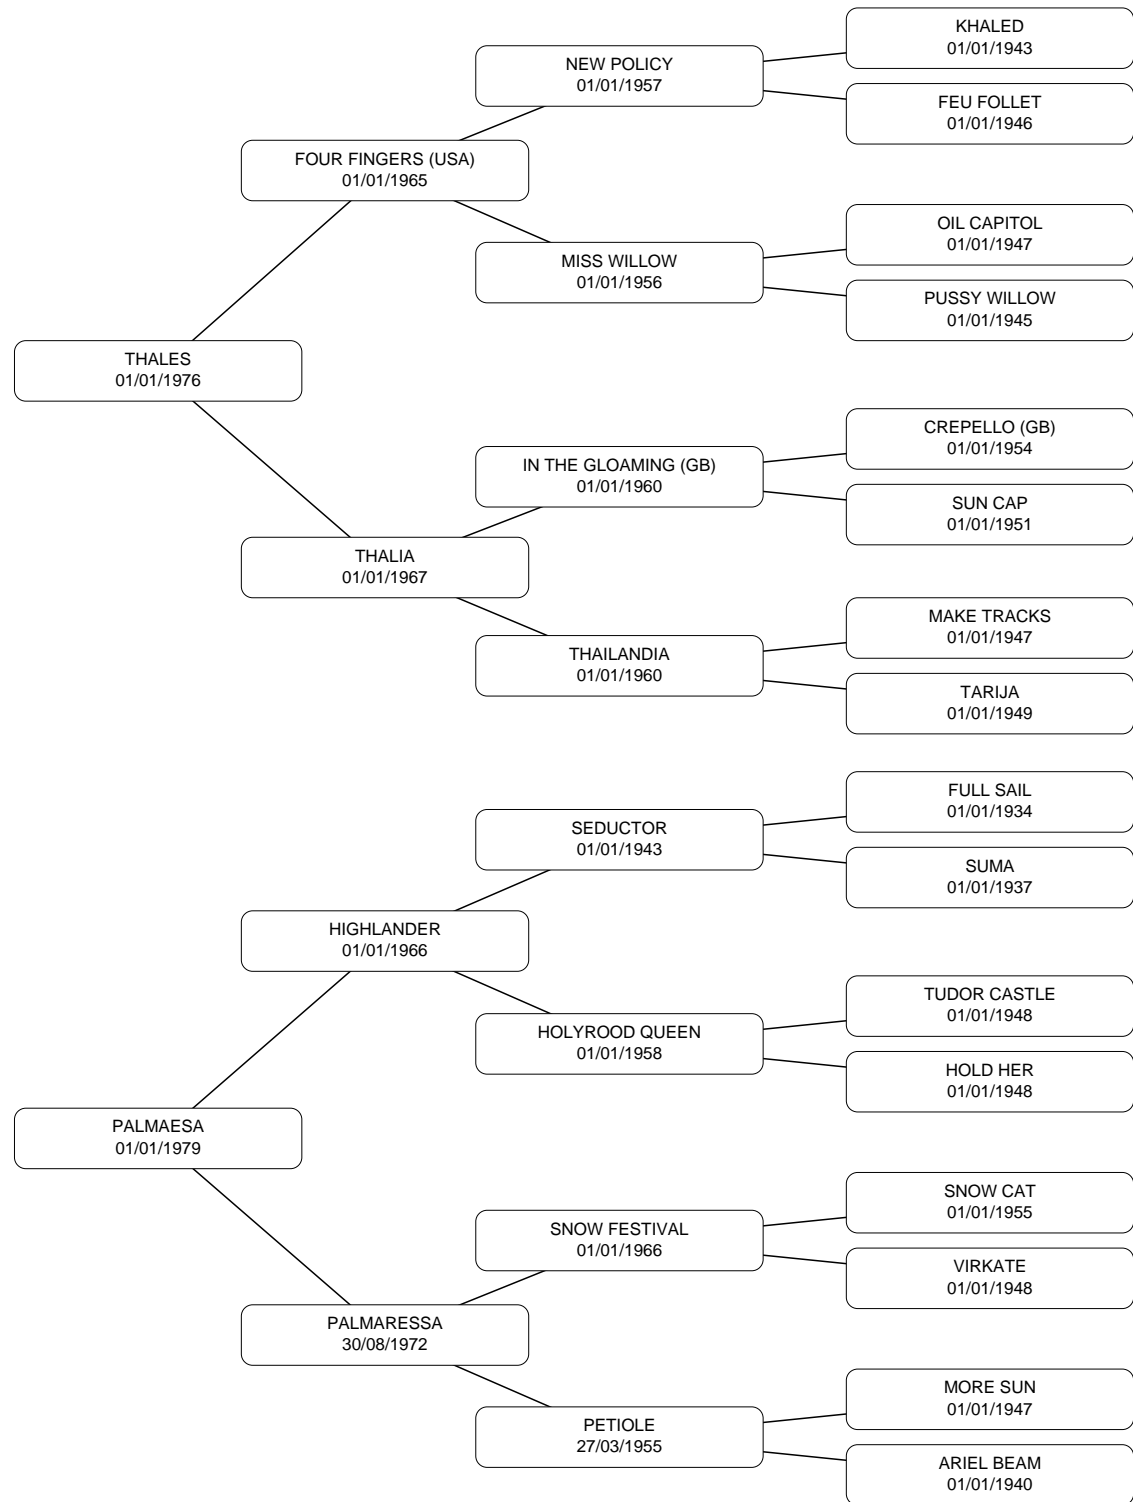 KHALED
01/01/1943
NEW POLICY
01/01/1957
FEU FOLLET
01/01/1946
FOUR FINGERS (USA)
01/01/1965
OIL CAPITOL
01/01/1947
MISS WILLOW
01/01/1956
PUSSY WILLOW
01/01/1945
THALES
01/01/1976
CREPELLO (GB)
01/01/1954
IN THE GLOAMING (GB)
01/01/1960
SUN CAP
01/01/1951
THALIA
01/01/1967
MAKE TRACKS
01/01/1947
THAILANDIA
01/01/1960
TARIJA
01/01/1949
FULL SAIL
01/01/1934
SEDUCTOR
01/01/1943
SUMA
01/01/1937
HIGHLANDER
01/01/1966
TUDOR CASTLE
01/01/1948
HOLYROOD QUEEN
01/01/1958
HOLD HER
01/01/1948
PALMAESA
01/01/1979
SNOW CAT
01/01/1955
SNOW FESTIVAL
01/01/1966
VIRKATE
01/01/1948
PALMARESSA
30/08/1972
MORE SUN
01/01/1947
PETIOLE
27/03/1955
ARIEL BEAM
01/01/1940